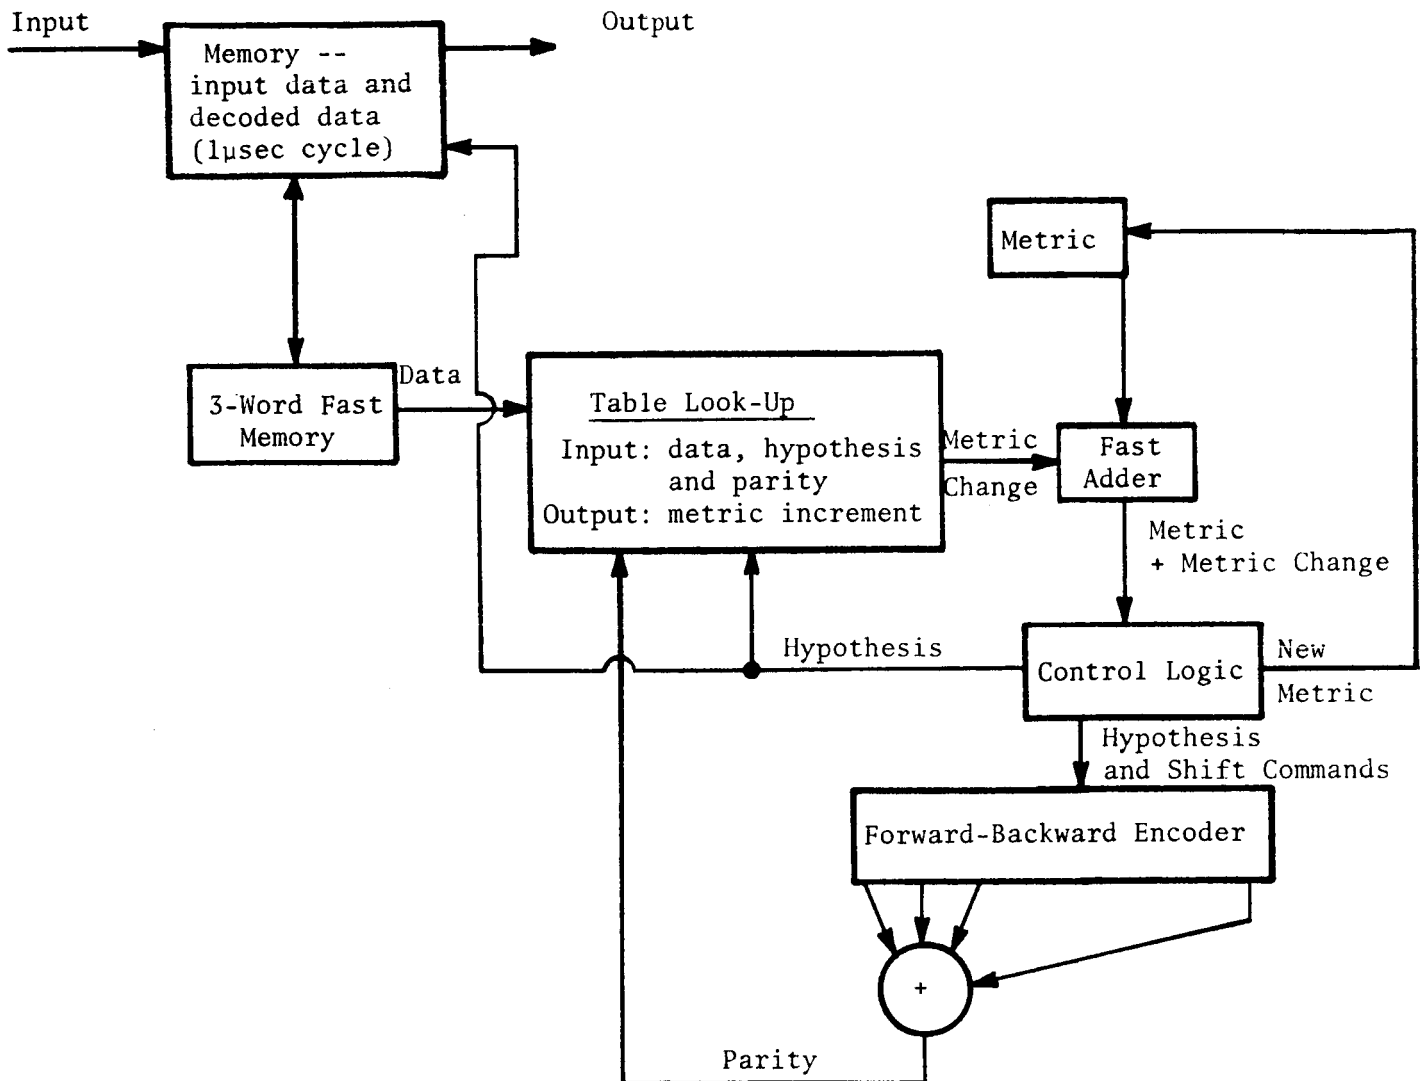 Input
Output
Memory --
input data and
decoded data
(1μsec cycle)
Metric
3-Word Fast
Memory
Data
Table Look-Up
Input: data, hypothesis
and parity
Output: metric increment
Metric
Change
Fast
Adder
Metric
+ Metric Change
Hypothesis
Control Logic
New
Metric
Hypothesis
and Shift Commands
Forward-Backward Encoder
+
Parity